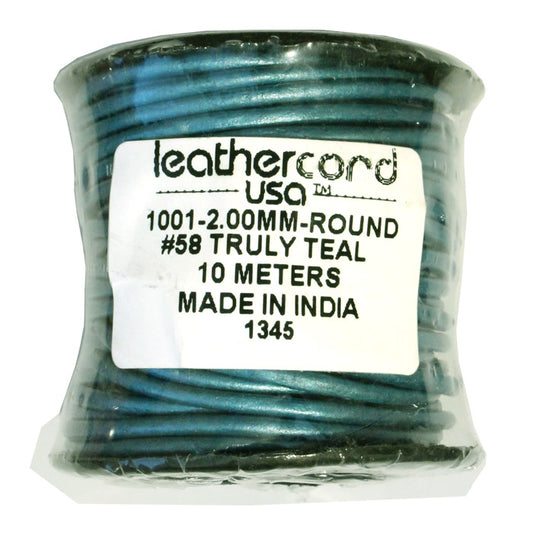 leathercord
usa™
1001-2.00MM-ROUND
#58 TRULY TEAL
10 METERS
MADE IN INDIA
1345